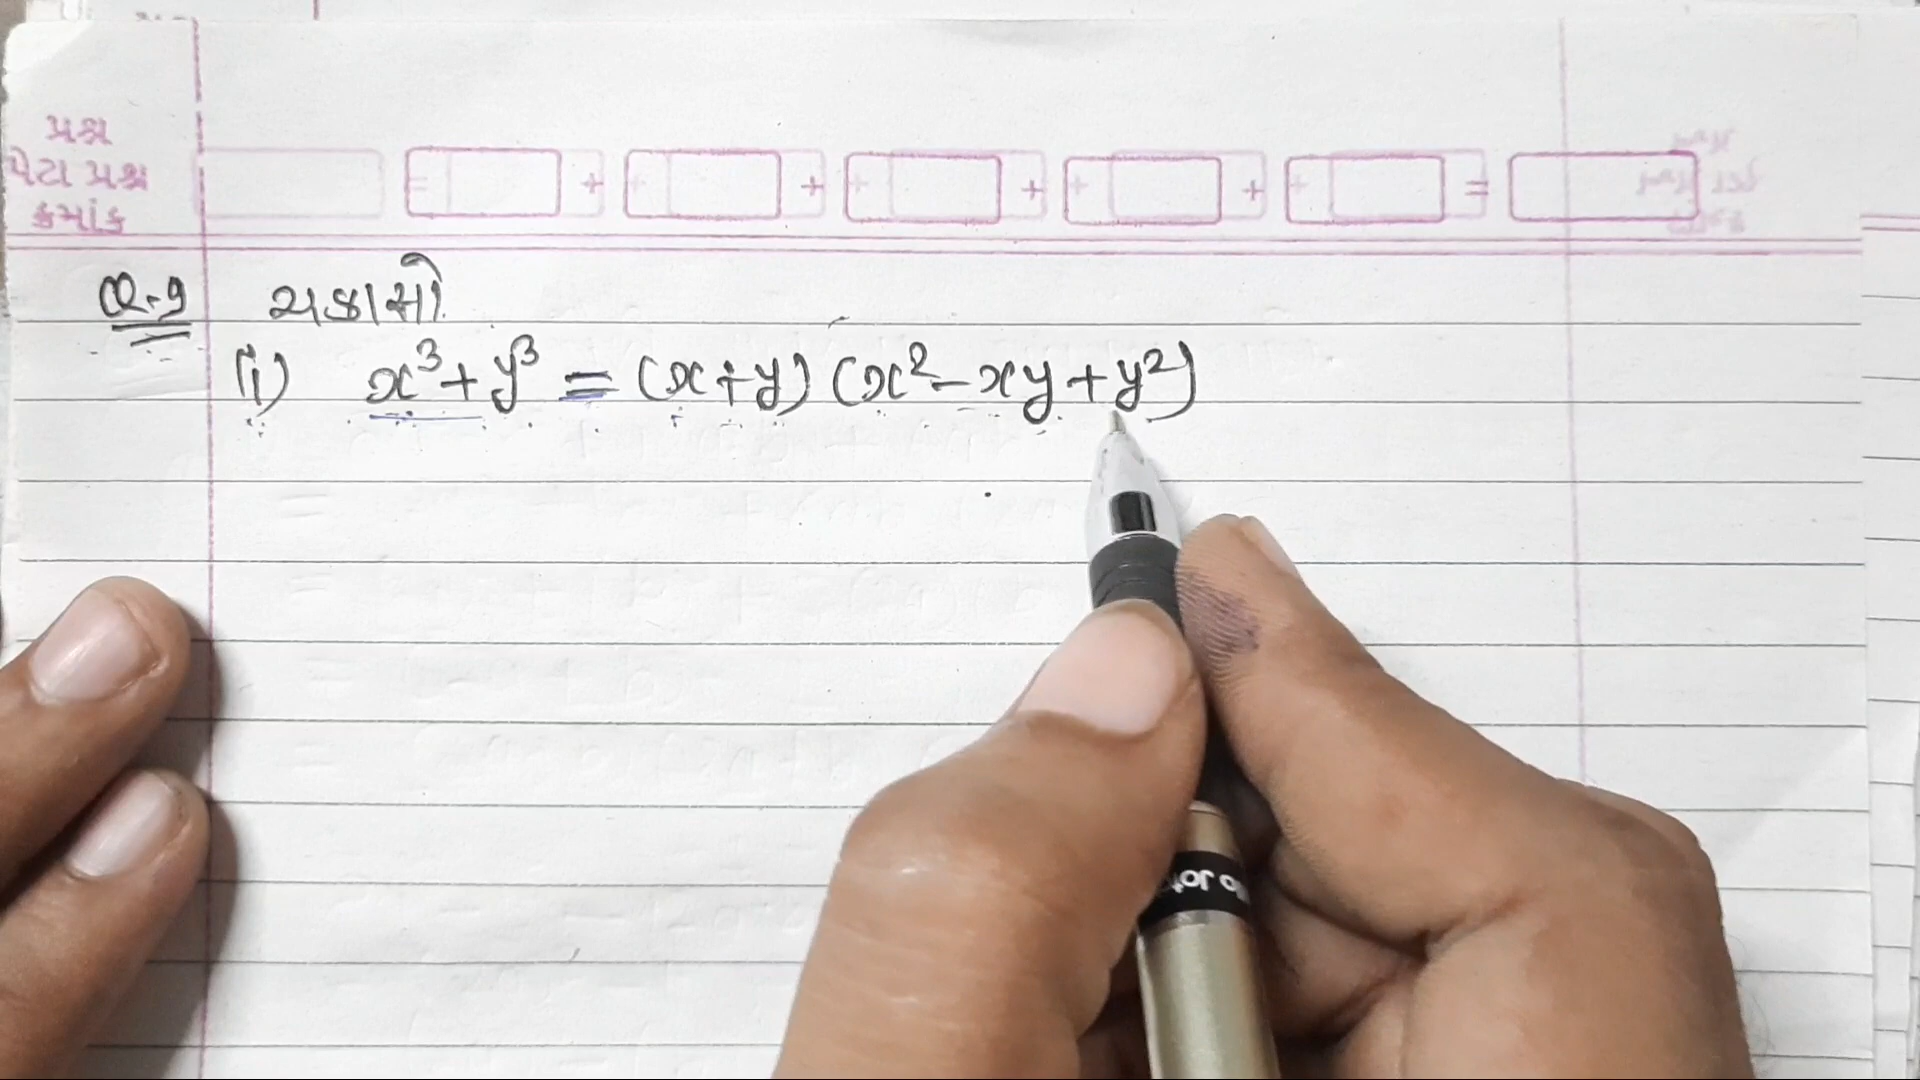 પ્રશ્ન
પેટા પ્રશ્ન
ક્રમાંક
= + + + + =
Q.9 ચકાસો
(i) x³ + y³ = (x + y) (x² - xy + y²)